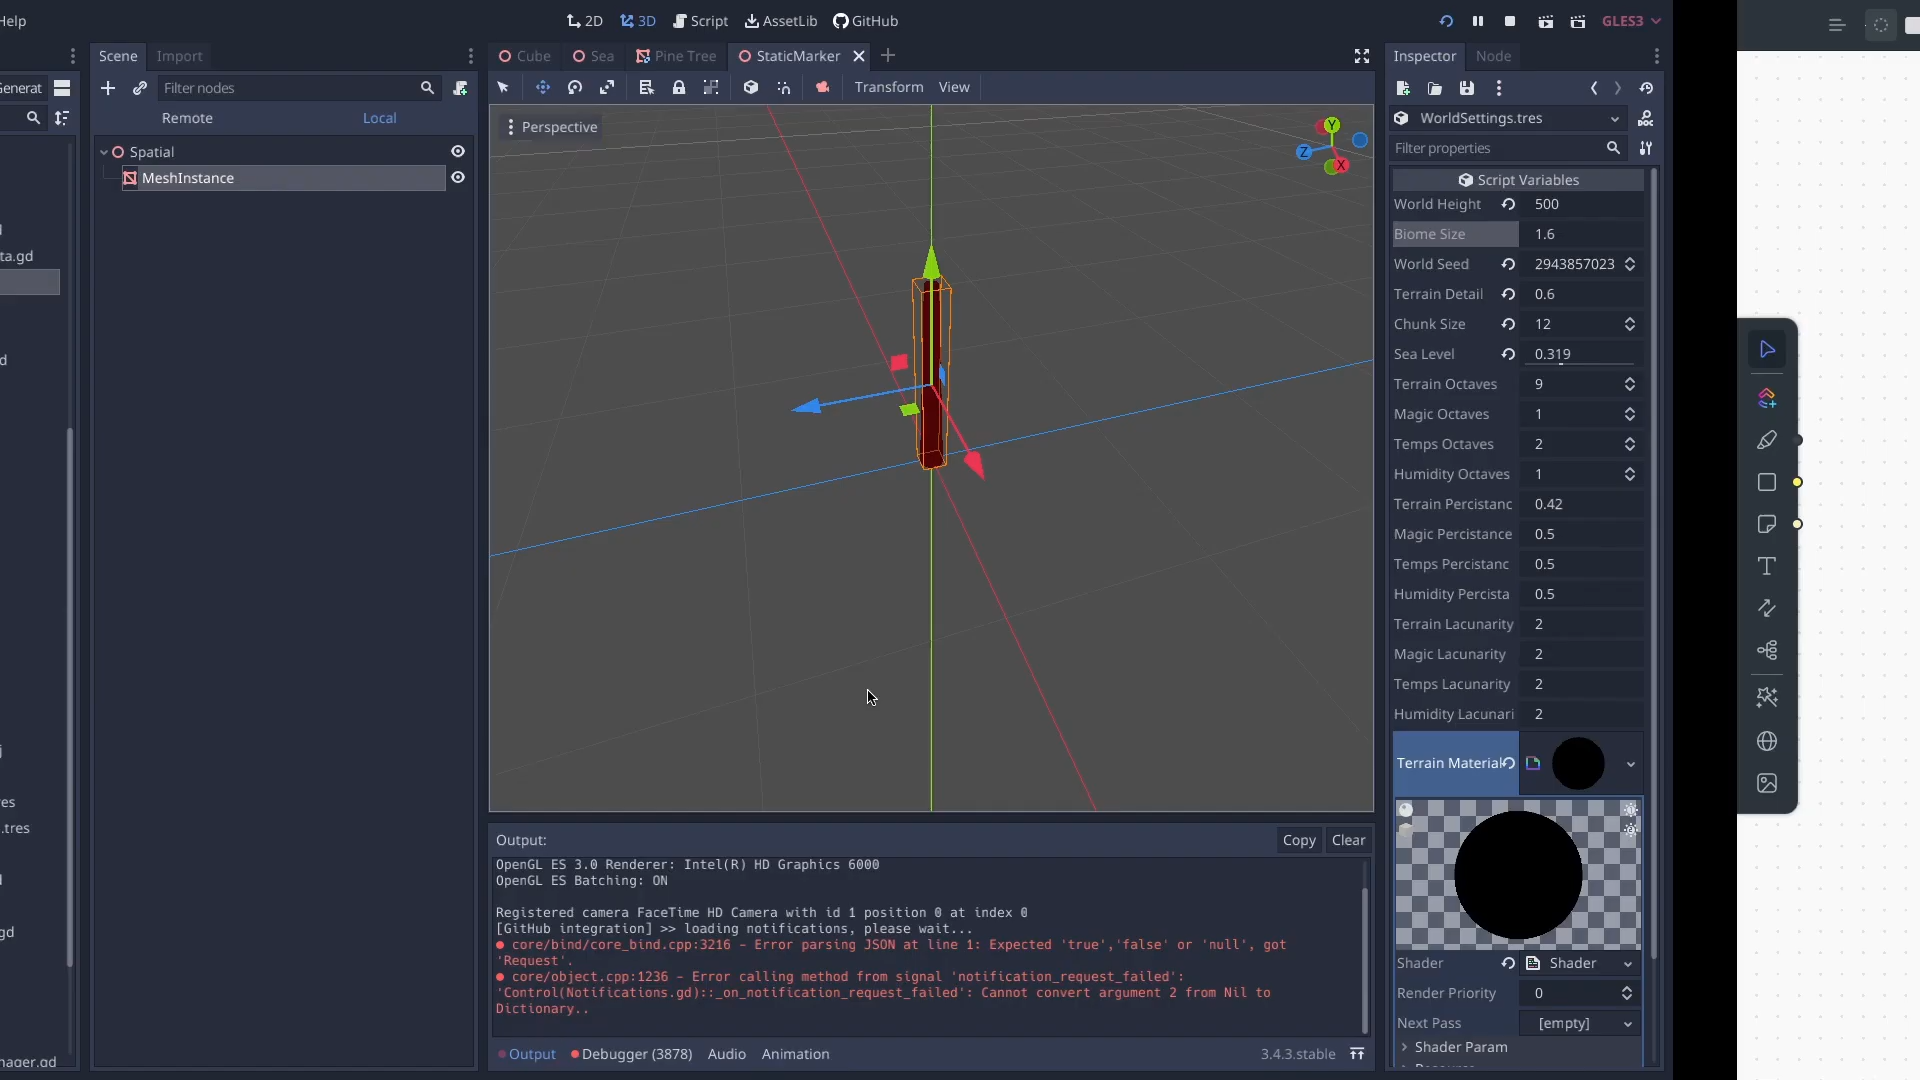 Help
2D
3D
Script
AssetLib
GitHub
GLES3
Scene
Import
Cube
Sea
Pine Tree
StaticMarker
Inspector
Node
Generat
Filter nodes
Transform
View
Remote
Local
WorldSettings.tres
Perspective
Y
Z
X
Filter properties
Spatial
MeshInstance
Script Variables
World Height 500
Biome Size 1.6
World Seed 2943857023
ta.gd
Terrain Detail 0.6
Chunk Size 12
Sea Level 0.319
Terrain Octaves 9
Magic Octaves 1
Temps Octaves 2
Humidity Octaves 1
Terrain Percistanc 0.42
Magic Percistance 0.5
Temps Percistanc 0.5
Humidity Percista 0.5
Terrain Lacunarity 2
Magic Lacunarity 2
Temps Lacunarity 2
Humidity Lacunari 2
Terrain Material
es
.tres
gd
nager.gd
Output:
Copy
Clear
OpenGL ES 3.0 Renderer: Intel(R) HD Graphics 6000
OpenGL ES Batching: ON
Registered camera FaceTime HD Camera with id 1 position 0 at index 0
[GitHub integration] >> loading notifications, please wait...
core/bind/core_bind.cpp:3216 - Error parsing JSON at line 1: Expected 'true','false' or 'null', got
'Request'.
core/object.cpp:1236 - Error calling method from signal 'notification_request_failed':
'Control(Notifications.gd)::_on_notification_request_failed': Cannot convert argument 2 from Nil to
Dictionary..
Shader
Shader
Render Priority 0
Next Pass [empty]
Shader Param
Output
Debugger (3878)
Audio
Animation
3.4.3.stable